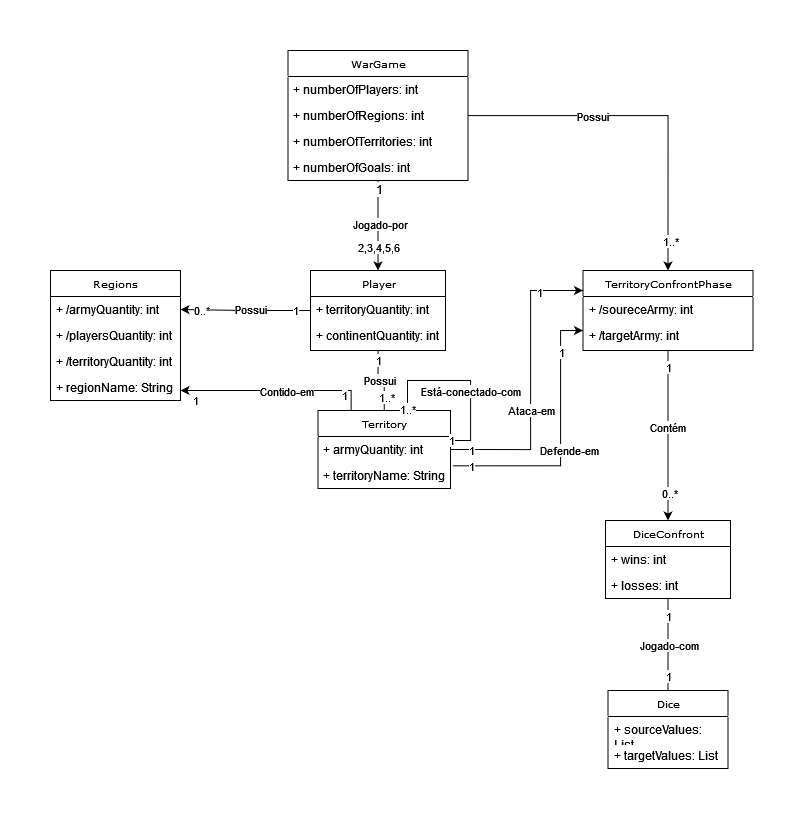 WarGame
+ numberOfPlayers: int
+ numberOfRegions: int
+ numberOfTerritories: int
+ numberOfGoals: int
Possui
1..*
1
Jogado-por
2,3,4,5,6
Regions
+ /armyQuantity: int
+ /playersQuantity: int
+ /territoryQuantity: int
+ regionName: String
0..*
Possui
1
Player
+ territoryQuantity: int
+ continentQuantity: int
TerritoryConfrontPhase
+ /soureceArmy: int
+ /targetArmy: int
1
1
1
Possui
1..*
1
Contido-em
1
1..*
Está-conectado-com
1
Territory
+ armyQuantity: int
+ territoryName: String
1
Ataca-em
1
Defende-em
1
Contém
0..*
DiceConfront
+ wins: int
+ losses: int
1
Jogado-com
1
Dice
+ sourceValues:
List
+ targetValues: List